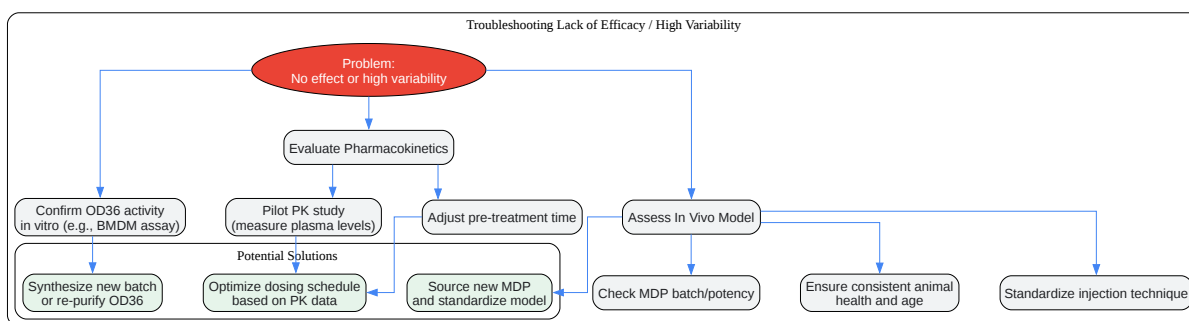 Troubleshooting Lack of Efficacy / High Variability
Problem:
No effect or high variability
Evaluate Pharmacokinetics
Confirm OD36 activity
in vitro (e.g., BMDM assay)
Pilot PK study
(measure plasma levels)
Adjust pre-treatment time
Assess In Vivo Model
Potential Solutions
Synthesize new batch
or re-purify OD36
Optimize dosing schedule
based on PK data
Source new MDP
and standardize model
Check MDP batch/potency
Ensure consistent animal
health and age
Standardize injection technique